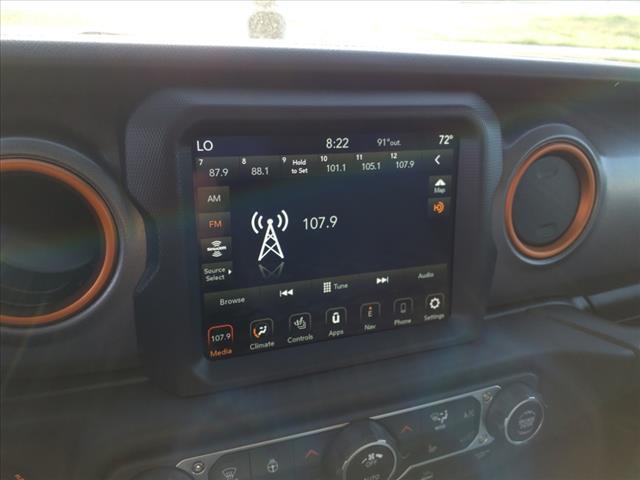 LO 8:22 91°out. 72°
7 8 9 Hold to Set 10 11 12
87.9 88.1 101.1 105.1 107.9
AM
Map
FM
107.9
SiriusXM
Source Select
Browse Tune Audio
107.9
Media Climate Controls Apps Nav Phone Settings
A/C
AUTO